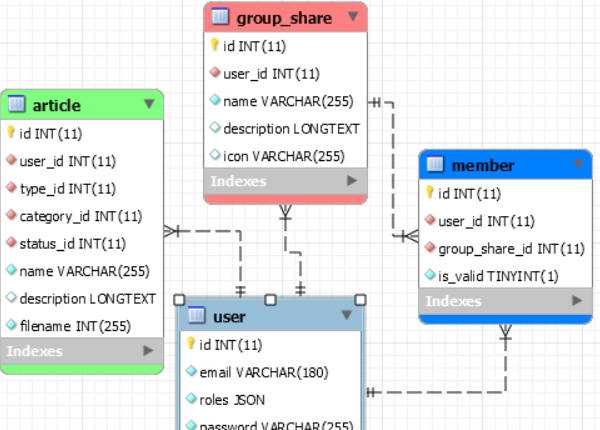 group_share
id INT(11)
user_id INT(11)
name VARCHAR(255)
description LONGTEXT
icon VARCHAR(255)
Indexes
article
id INT(11)
user_id INT(11)
type_id INT(11)
category_id INT(11)
status_id INT(11)
name VARCHAR(255)
description LONGTEXT
filename INT(255)
Indexes
member
id INT(11)
user_id INT(11)
group_share_id INT(11)
is_valid TINYINT(1)
Indexes
user
id INT(11)
email VARCHAR(180)
roles JSON
password VARCHAR(255)